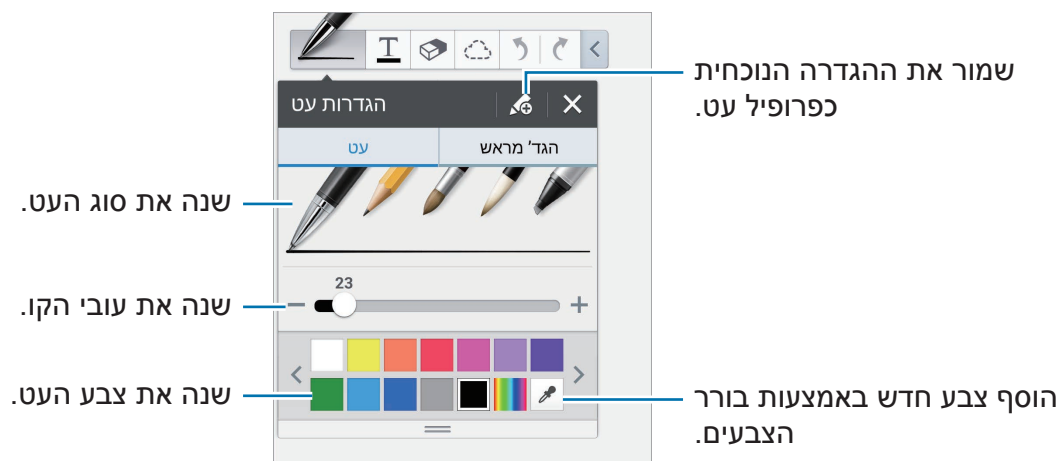 T
שמור את ההגדרה הנוכחית
כפרופיל עט.
הגדרות עט
עט
הגד' מראש
שנה את סוג העט.
23
שנה את עובי הקו.
שנה את צבע העט.
הוסף צבע חדש באמצעות בורר
הצבעים.